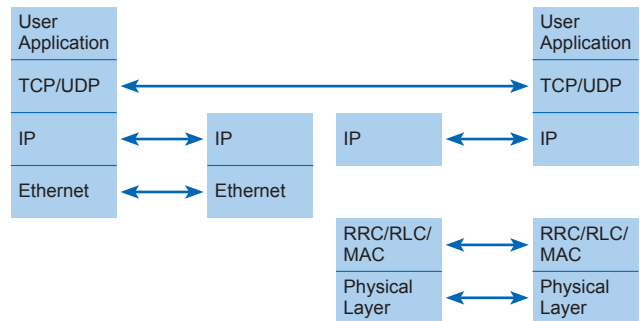 User
Application
User
Application
TCP/UDP
TCP/UDP
IP
IP
IP
IP
Ethernet
Ethernet
RRC/RLC/
MAC
RRC/RLC/
MAC
Physical
Layer
Physical
Layer